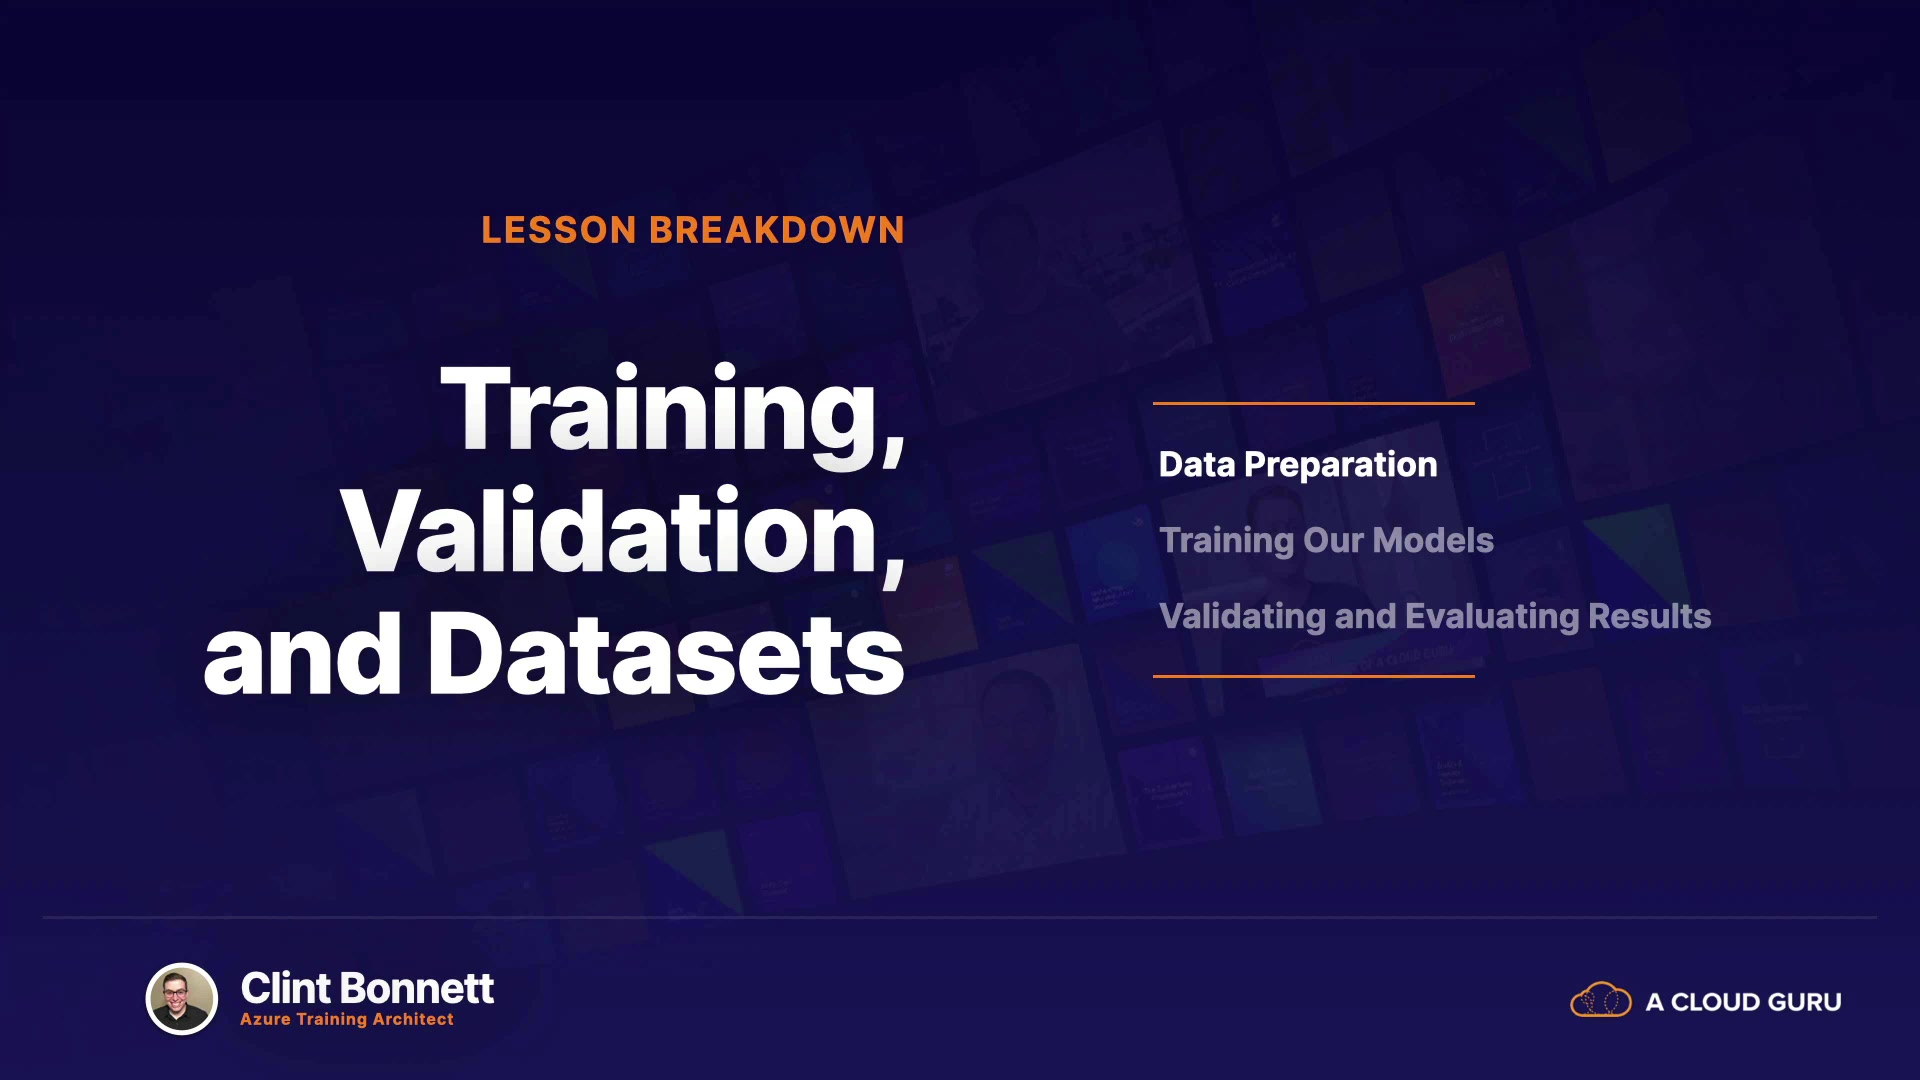 LESSON BREAKDOWN
Training,
Validation,
and Datasets
Data Preparation
Training Our Models
Validating and Evaluating Results
Clint Bonnett
Azure Training Architect
A CLOUD GURU